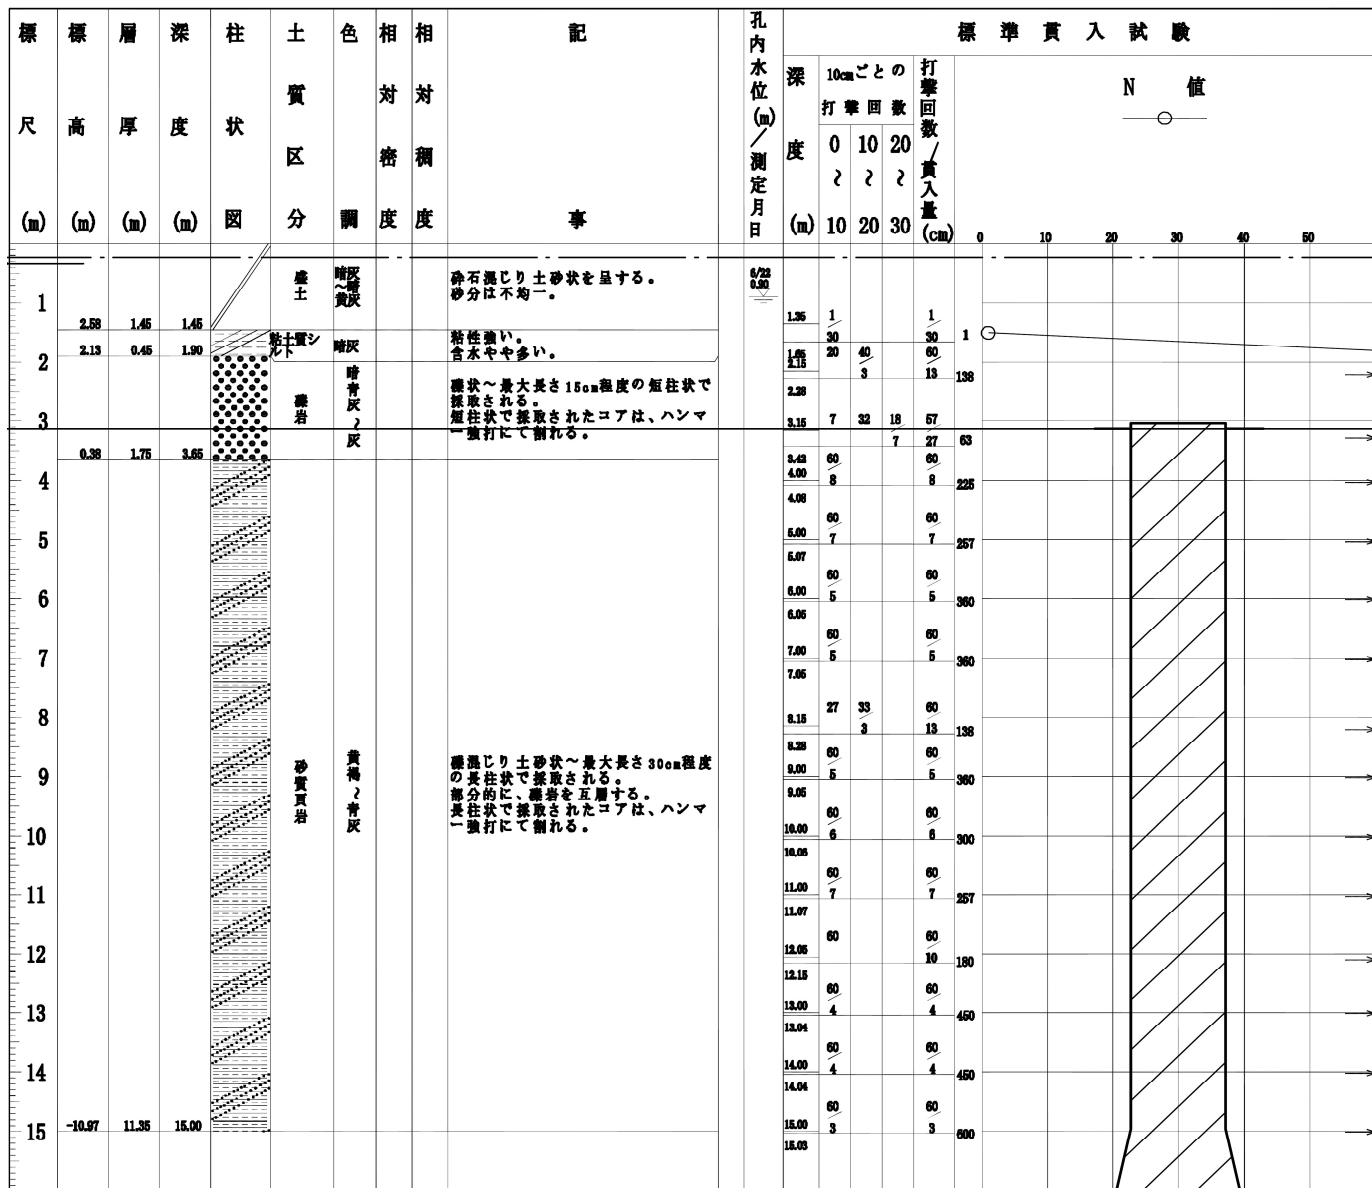 標尺(m)
標高(m)
層厚(m)
深度(m)
柱状図
土質区分
色調
相対密度
相対稠度
記事
孔内水位(m)/測定月日
標準貫入試験
深度(m)
10cmごとの
打撃回数
0 10 20
～ ～ ～
10 20 30
打撃回数/貫入量(cm)
N 値
0 10 20 30 40 50
1
2
3
4
5
6
7
8
9
10
11
12
13
14
15
2.58 1.45 1.45
2.13 0.45 1.90
0.38 1.75 3.65
-10.97 11.35 15.00
盛土
暗灰
～暗
黄灰
砕石混じり土砂状を呈する。
砂分は不均一。
粘土質シ
ルト
暗灰
粘性強い。
含水やや多い。
礫岩
暗青灰～灰
礫状～最大長さ15cm程度の短柱状で
採取される。
短柱状で採取されたコアは、ハンマ
ー強打にて割れる。
砂質頁岩
黄褐～青灰
礫混じり土砂状～最大長さ30cm程度
の長柱状で採取される。
部分的に、礫岩を互層する。
長柱状で採取されたコアは、ハンマ
ー強打にて割れる。
6/23
0.90
1.35 1 1
30 30 1
1.65 20 40 60
2.15 3 13 138
2.28
3.15 7 32 18 57
7 27 63
3.42 60 60
4.00 8 8 225
4.08
60 60
5.00 7 7 257
5.07
60 60
6.00 5 5 360
6.05
60 60
7.00 5 5 360
7.05
27 33 60
8.15 3 13 138
8.28 60 60
9.00 5 5 360
9.05
60 60
10.00 6 6 300
10.06
60 60
11.00 7 7 257
11.07
60 60
12.05 10 180
12.15
60 60
13.00 4 4 450
13.04
60 60
14.00 4 4 450
14.04
60 60
15.00 3 3 600
15.03